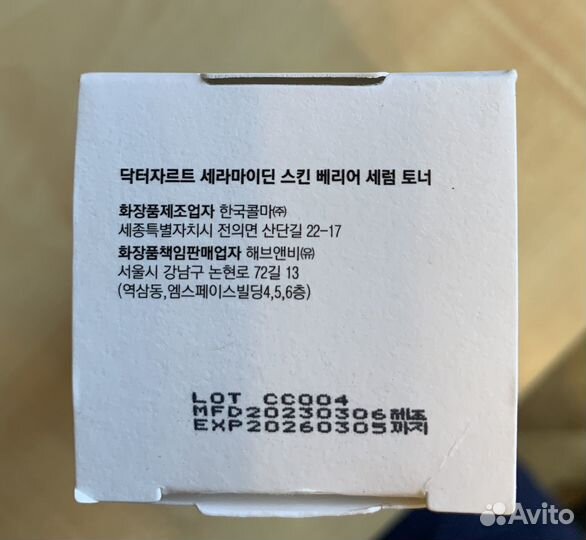 닥터자르트 세라마이딘 스킨 베리어 세럼 토너
화장품제조업자 한국콜마㈜
세종특별자치시 전의면 산단길 22-17
화장품책임판매업자 해브앤비㈲
서울시 강남구 논현로 72길 13
(역삼동,엠스페이스빌딩4,5,6층)
LOT CC004
MFD20230306제조
EXP20260305까지
Avito